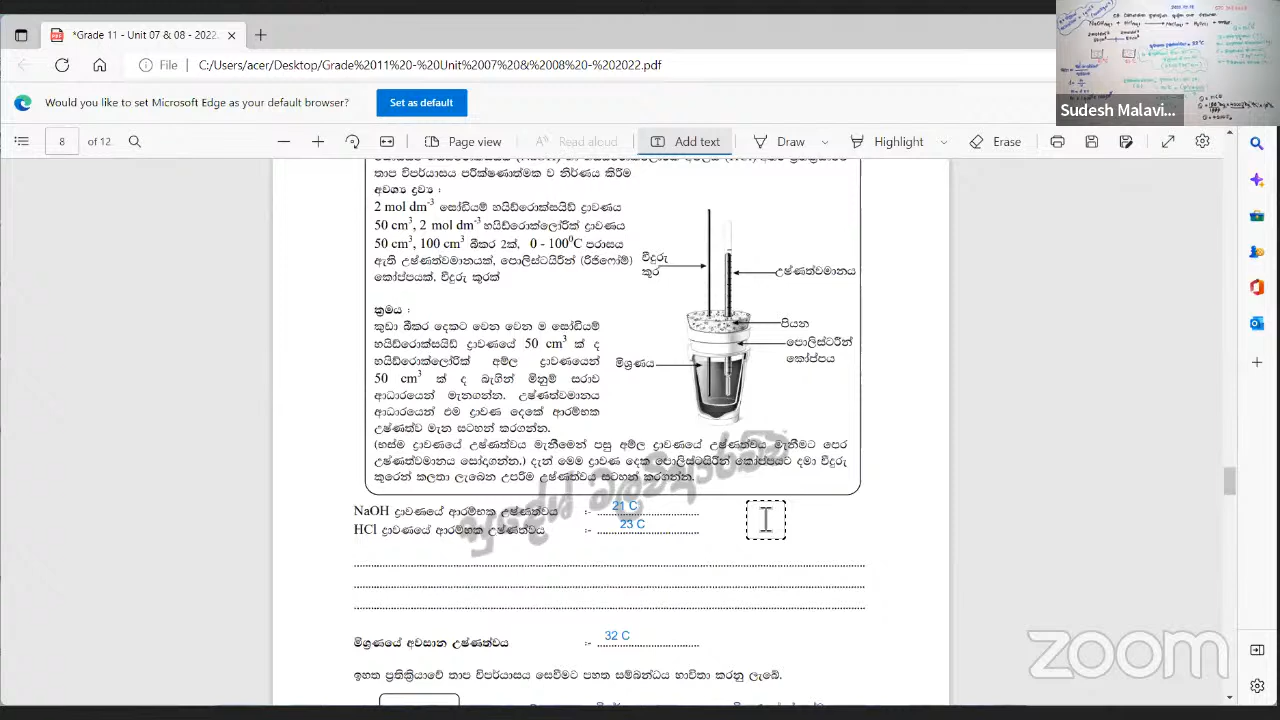 *Grade 11 - Unit 07 & 08 - 2022.
File
C:/Users/acer/Desktop/Grade%2011%20-%20Unit%2007%20&%2008%20-%202022.pdf
Sudesh Malavi...
Would you like to set Microsoft Edge as your default browser?
Set as default
8 of 12
Page view
Read aloud
Add text
Draw
Highlight
Erase
තාප විපර්යාසය පරීක්ෂණාත්මක ව නිර්ණය කිරීම
අවශ්‍ය ද්‍රව්‍ය :
2 mol dm-3 සෝඩියම් හයිඩ්රොක්සයිඩ් ද්‍රාවණය
50 cm3, 2 mol dm-3 හයිඩ්රොක්ලෝරික් ද්‍රාවණය
50 cm3, 100 cm3 බීකර 2ක්, 0 - 100⁰C පරාසය
ඇති උෂ්ණත්වමානයක්, පොලිස්ටයිරීන් (රිජිෆෝම්)
කෝප්පයක්, වීදුරු කූරක්
වීදුරු
කූර
උෂ්ණත්වමානය
පියන
පොලිස්ටරීන්
කෝප්පය
මිශ්‍රණය
ක්‍රමය :
කුඩා බීකර දෙකට වෙන වෙන ම සෝඩියම්
හයිඩ්රොක්සයිඩ් ද්‍රාවණයේ 50 cm3 ක් ද
හයිඩ්රොක්ලෝරික් අම්ල ද්‍රාවණයෙන්
50 cm3 ක් ද බැගින් මිනුම් සරාව
ආධාරයෙන් මැනගන්න. උෂ්ණත්වමානය
ආධාරයෙන් එම ද්‍රාවණ දෙකේ ආරම්භක
උෂ්ණත්ව මැන සටහන් කරගන්න.
(භස්ම ද්‍රාවණයේ උෂ්ණත්වය මැනීමෙන් පසු අම්ල ද්‍රාවණයේ උෂ්ණත්වය මැනීමට පෙර
උෂ්ණත්වමානය සෝදාගන්න.) දැන් මෙම ද්‍රාවණ දෙක පොලිස්ටයිරීන් කෝප්පයට දමා වීදුරු
කූරෙන් කලතා ලැබෙන උපරිම උෂ්ණත්වය සටහන් කරගන්න.
NaOH ද්‍රාවණයේ ආරම්භක උෂ්ණත්වය :- 21 C
HCl ද්‍රාවණයේ ආරම්භක උෂ්ණත්වය :- 23 C
මිශ්‍රණයේ අවසාන උෂ්ණත්වය :- 32 C
ඉහත ප්‍රතික්‍රියාවේ තාප විපර්යාසය සෙවීමට පහත සම්බන්ධය භාවිතා කරනු ලැබේ.
zoom